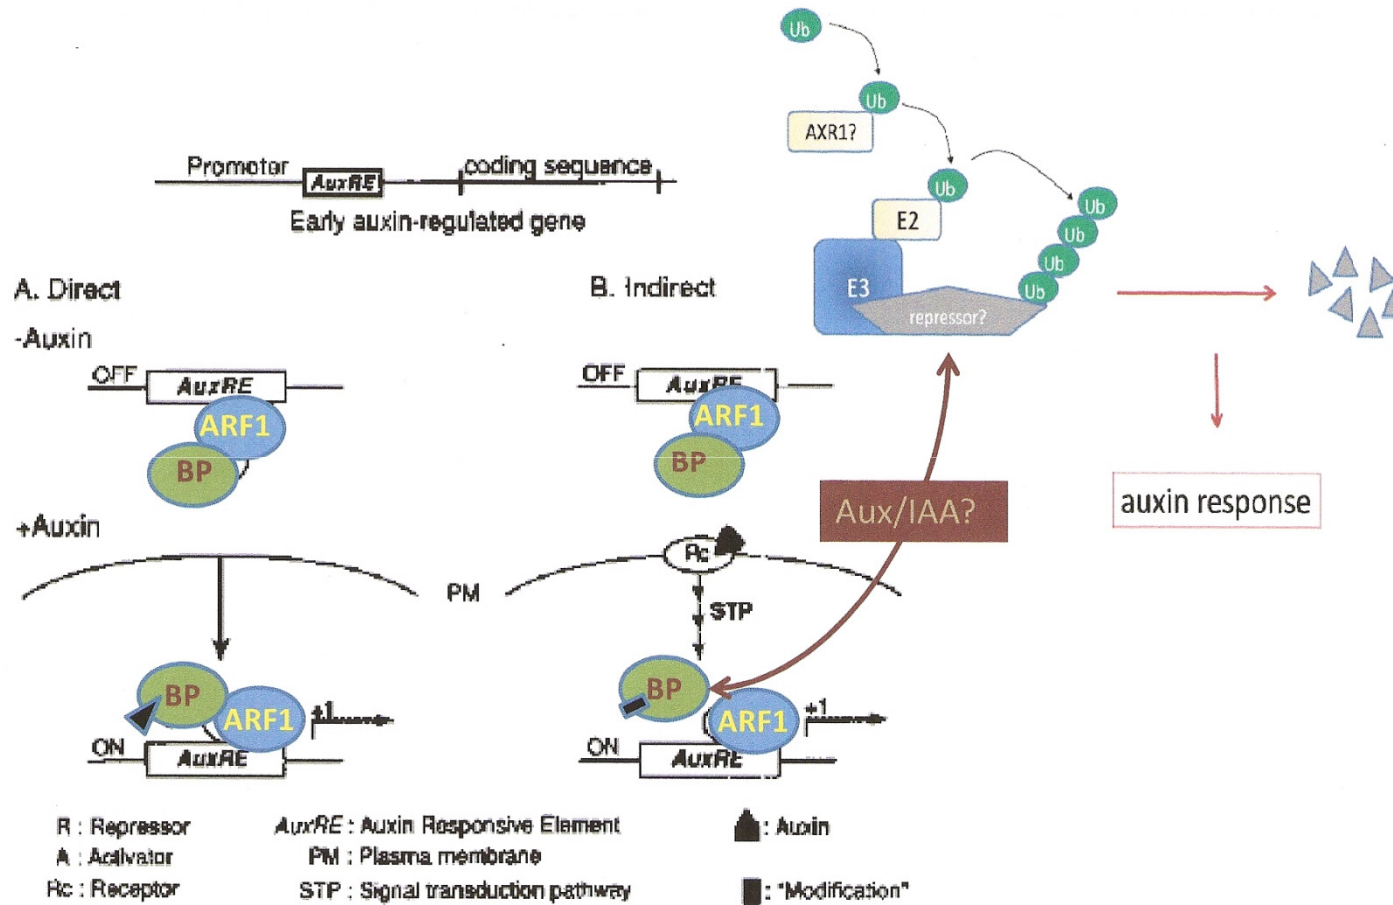 Ub
Ub
AXR1?
Promoter
AuxRE
coding sequence
Early auxin-regulated gene
Ub
E2
Ub
Ub
Ub
Ub
E3
repressor?
A. Direct
B. Indirect
-Auxin
OFF
AuxRE
ARF1
BP
OFF
AuxRE
ARF1
BP
Aux/IAA?
auxin response
+Auxin
PM
Rc
STP
BP
ARF1
+1
ON
AuxRE
BP
ARF1
+1
ON
AuxRE
R : Repressor
A : Activator
Rc : Receptor
AuxRE : Auxin Responsive Element
PM : Plasma membrane
STP : Signal transduction pathway
: Auxin
: "Modification"